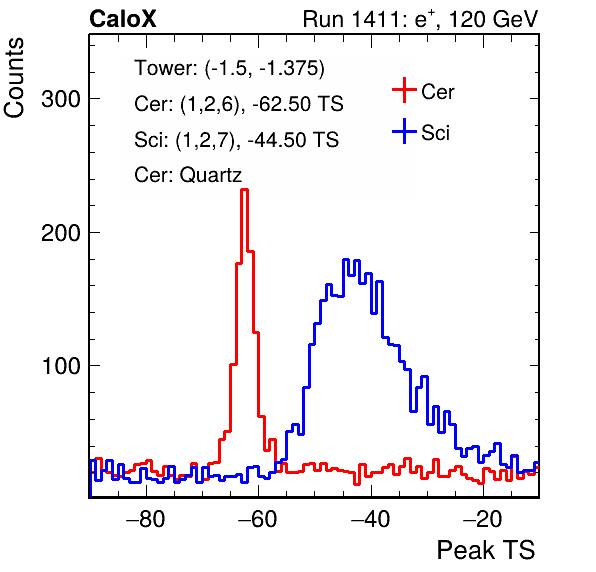 CaloX Run 1411: e⁺, 120 GeV
Tower: (-1.5, -1.375)
Cer: (1,2,6), -62.50 TS
Sci: (1,2,7), -44.50 TS
Cer: Quartz
Cer
Sci
Counts
300
200
100
−80 −60 −40 −20
Peak TS